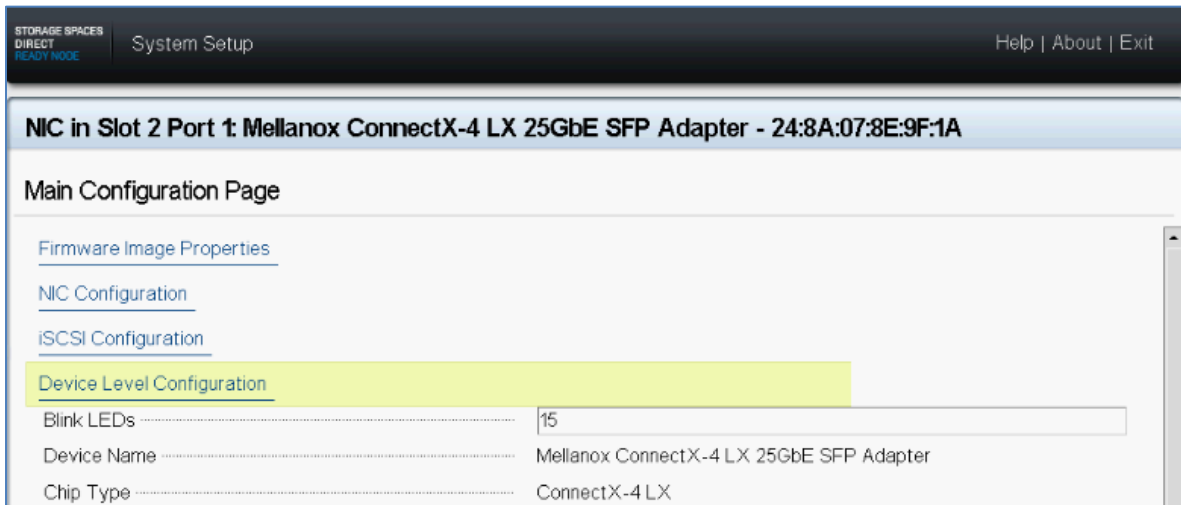 STORAGE SPACES
DIRECT
READY NODE
System Setup
Help | About | Exit
NIC in Slot 2 Port 1: Mellanox ConnectX-4 LX 25GbE SFP Adapter - 24:8A:07:8E:9F:1A
Main Configuration Page
Firmware Image Properties
NIC Configuration
iSCSI Configuration
Device Level Configuration
Blink LEDs 15
Device Name Mellanox ConnectX-4 LX 25GbE SFP Adapter
Chip Type ConnectX-4 LX